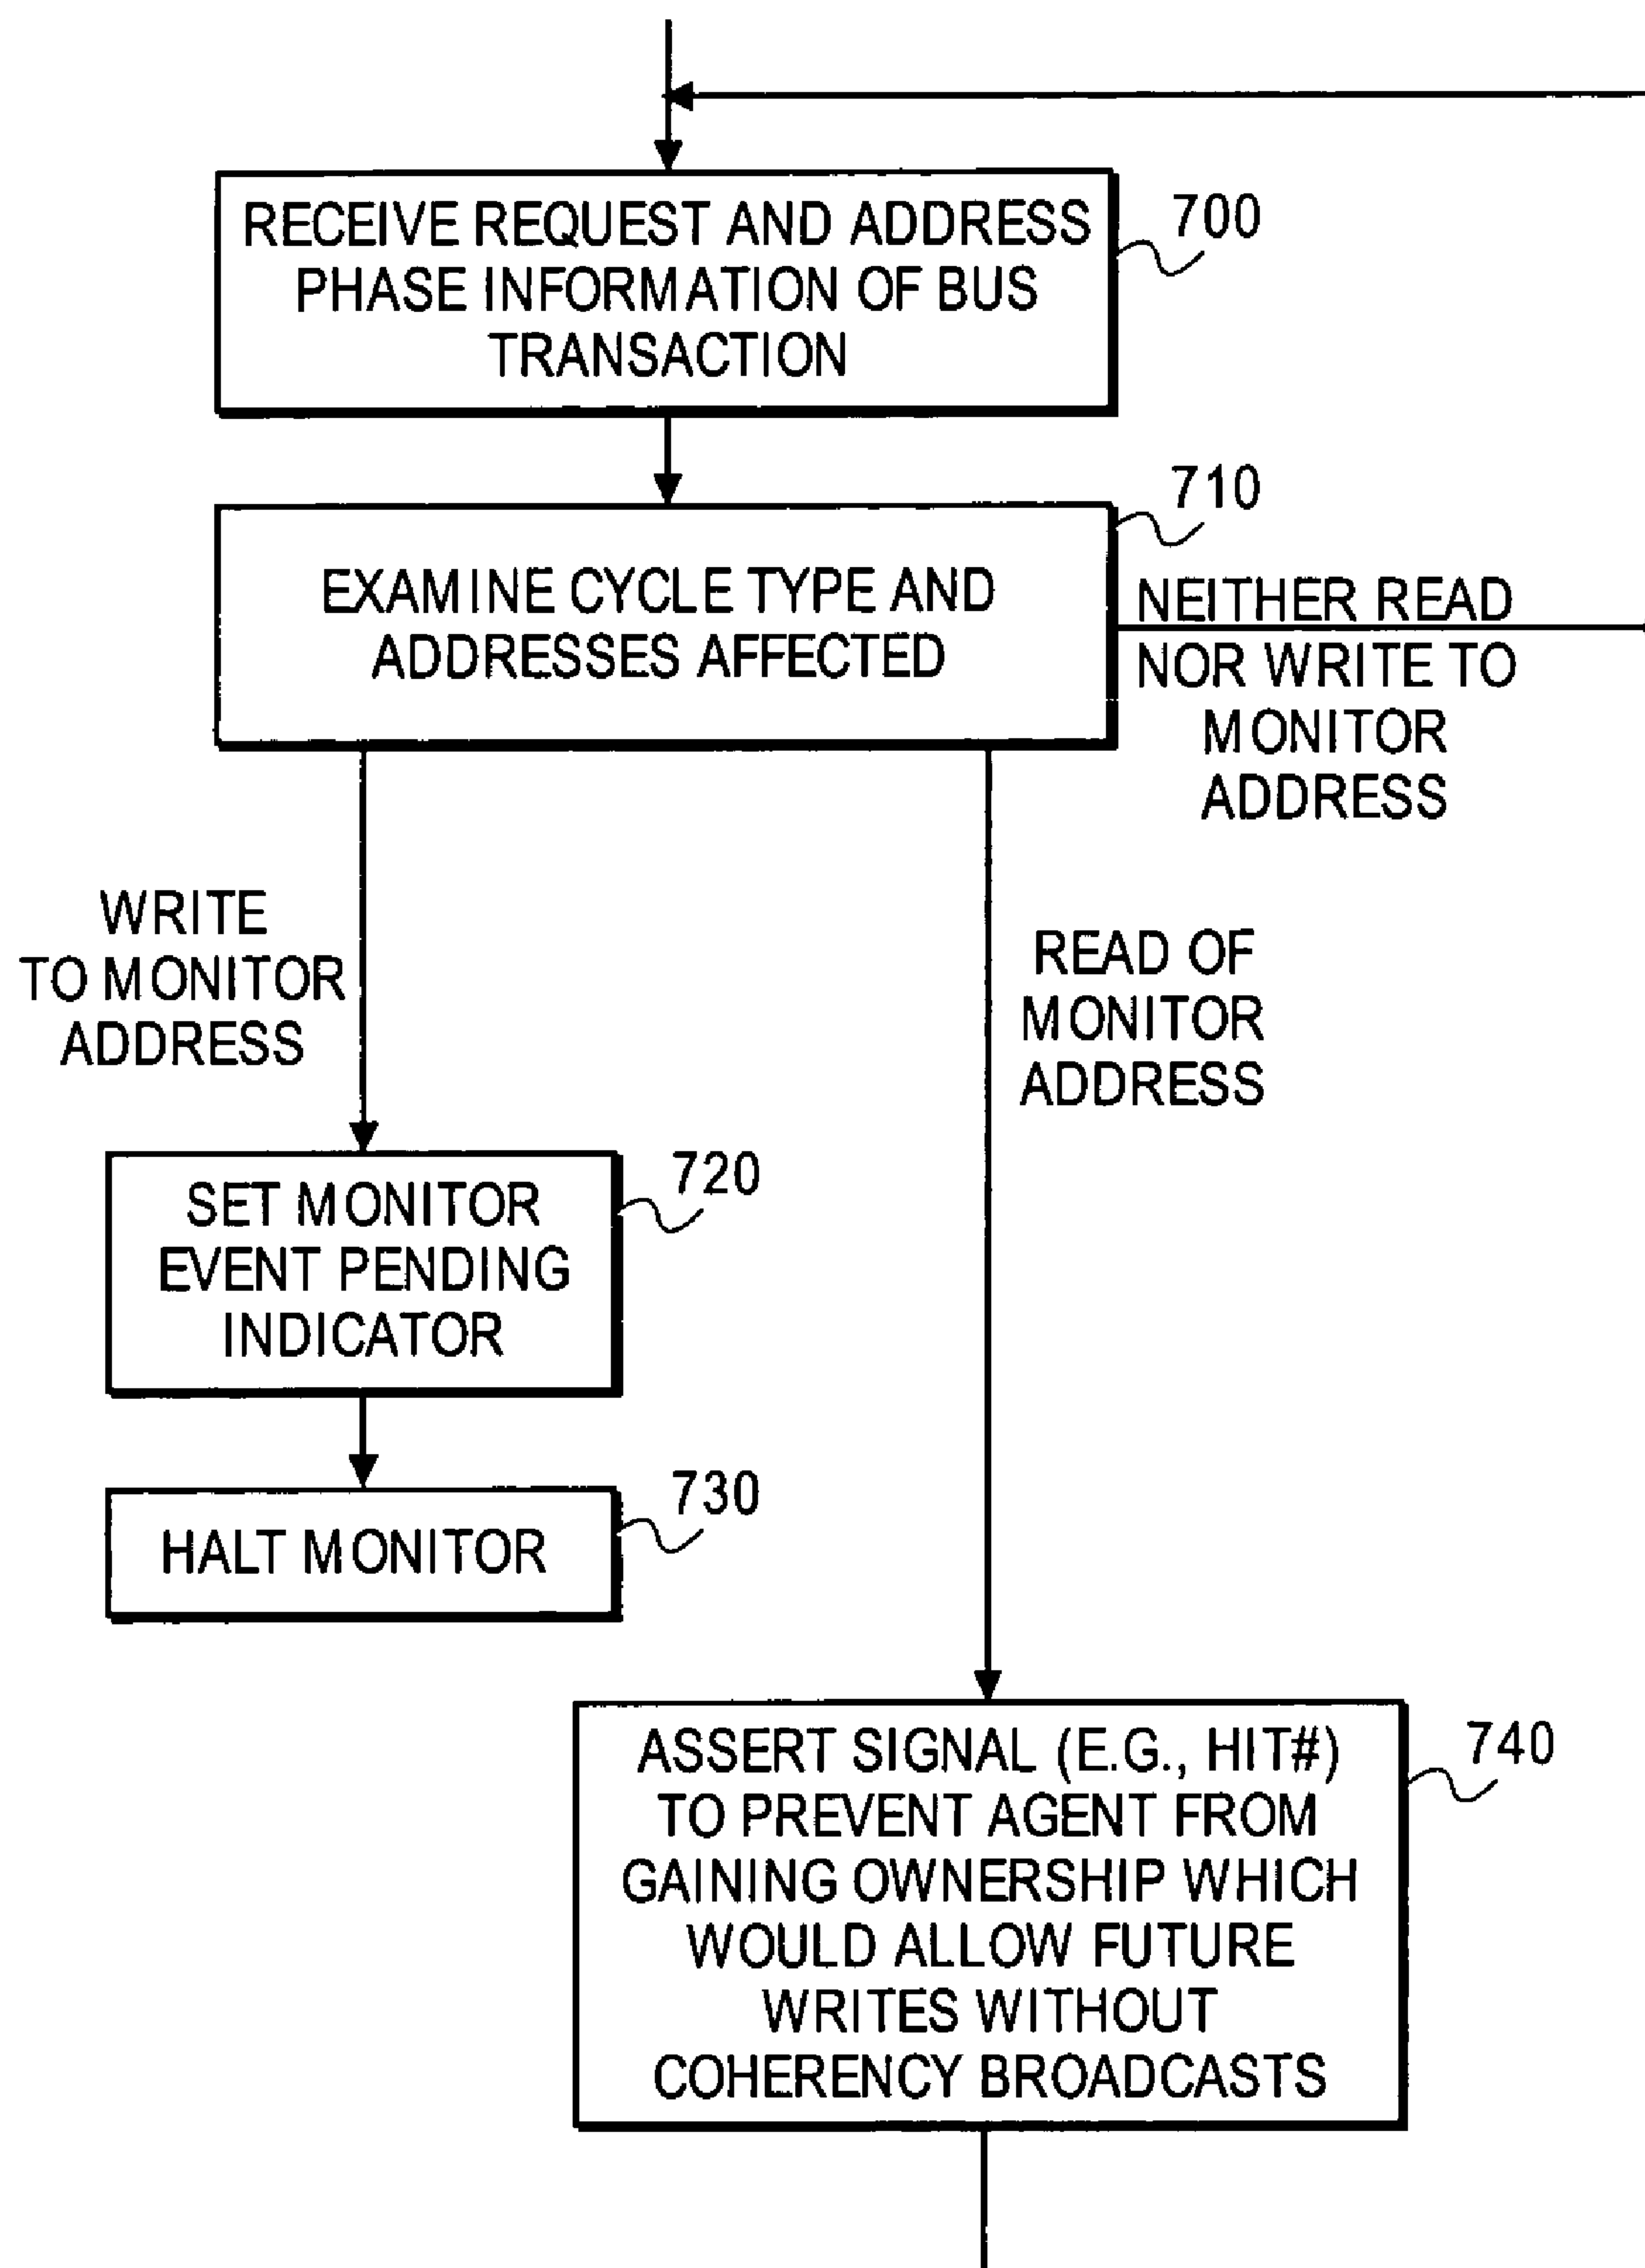 RECEIVE REQUEST AND ADDRESS
PHASE INFORMATION OF BUS
TRANSACTION
700
710
EXAMINE CYCLE TYPE AND
ADDRESSES AFFECTED
NEITHER READ
NOR WRITE TO
MONITOR
ADDRESS
WRITE
TO MONITOR
ADDRESS
READ OF
MONITOR
ADDRESS
720
SET MONITOR
EVENT PENDING
INDICATOR
730
HALT MONITOR
740
ASSERT SIGNAL (E.G., HIT#)
TO PREVENT AGENT FROM
GAINING OWNERSHIP WHICH
WOULD ALLOW FUTURE
WRITES WITHOUT
COHERENCY BROADCASTS